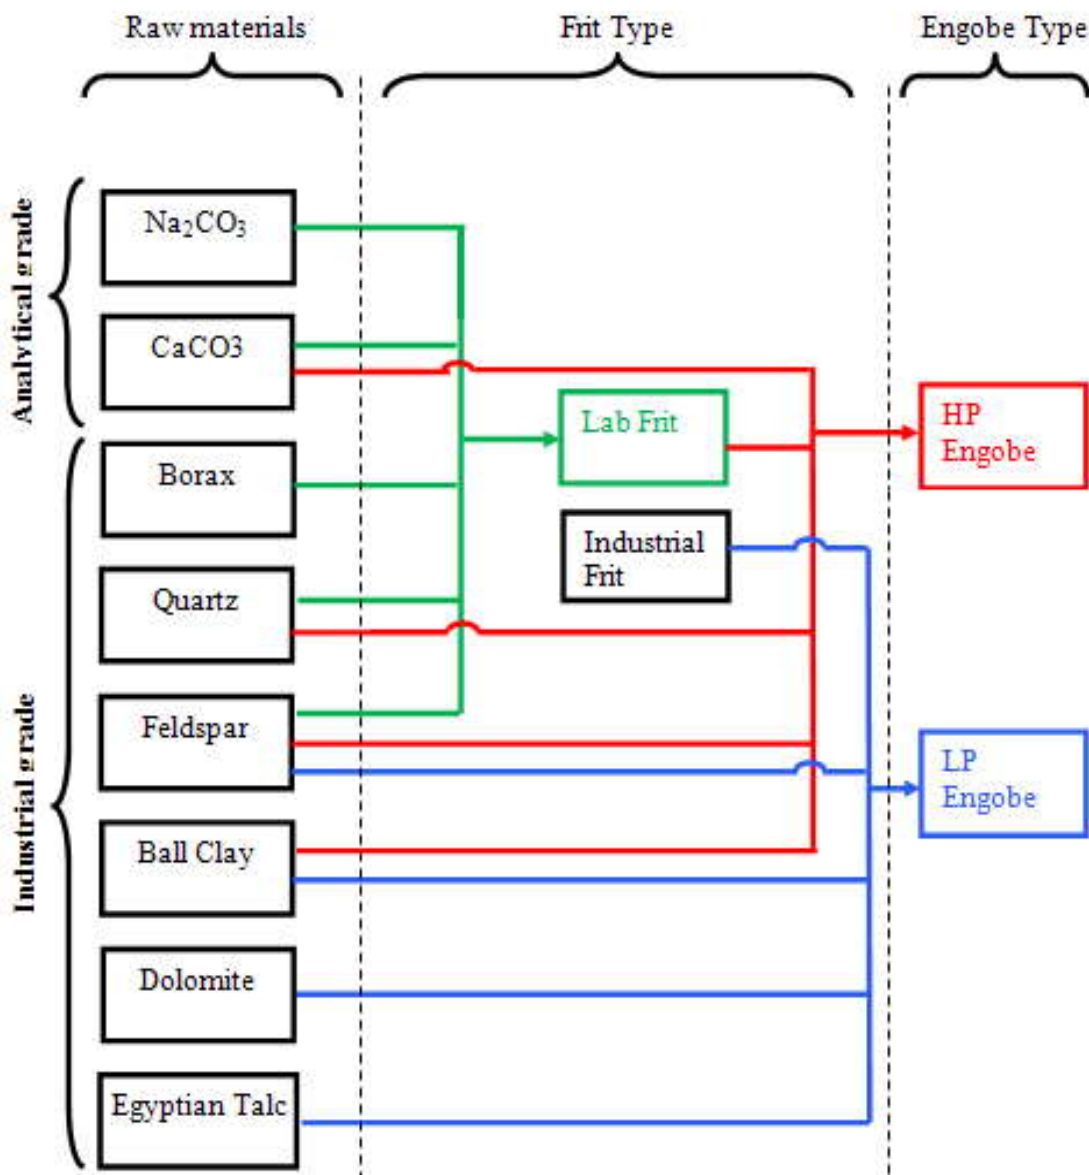 Raw materials
Frit Type
Engobe Type
Analytical grade
Na₂CO₃
CaCO3
Lab Frit
HP
Engobe
Industrial grade
Borax
Industrial
Frit
Quartz
Feldspar
LP
Engobe
Ball Clay
Dolomite
Egyptian Talc